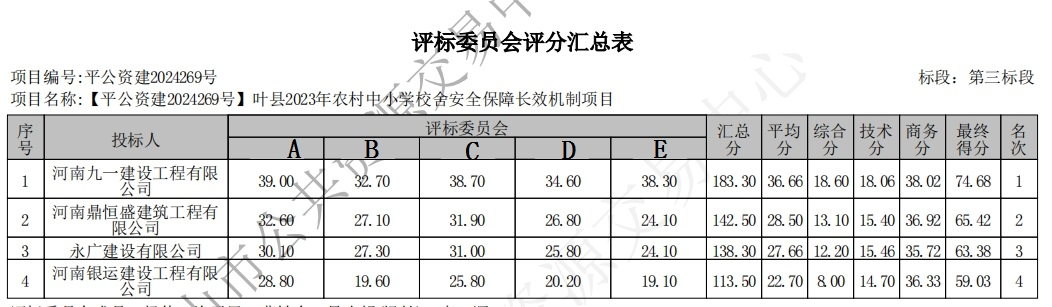 评标委员会评分汇总表
项目编号:平公资建2024269号 标段：第三标段
项目名称:【平公资建2024269号】叶县2023年农村中小学校舍安全保障长效机制项目
序号 投标人 评标委员会 汇总分 平均分 综合分 技术分 商务分 最终得分 名次
A B C D E
1 河南九一建设工程有限公司 39.00 32.70 38.70 34.60 38.30 183.30 36.66 18.60 18.06 38.02 74.68 1
2 河南鼎恒盛建筑工程有限公司 32.60 27.10 31.90 26.80 24.10 142.50 28.50 13.10 15.40 36.92 65.42 2
3 永广建设有限公司 30.10 27.30 31.00 25.80 24.10 138.30 27.66 12.20 15.46 35.72 63.38 3
4 河南银运建设工程有限公司 28.80 19.60 25.80 20.20 19.10 113.50 22.70 8.00 14.70 36.33 59.03 4